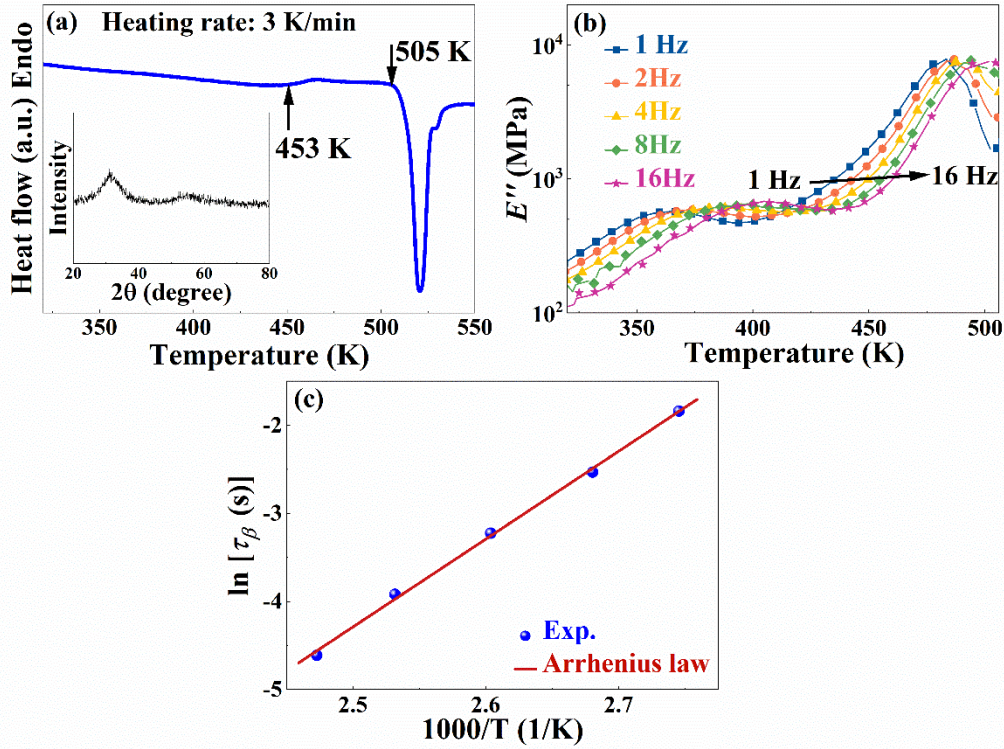 (a)
Heating rate: 3 K/min
505 K
453 K
Heat flow (a.u.) Endo
Intensity
20 40 60 80
2θ (degree)
350 400 450 500 550
Temperature (K)
(b)
1 Hz
2Hz
4Hz
8Hz
16Hz
1 Hz
16 Hz
E'' (MPa)
10⁴
10³
10²
350 400 450 500
Temperature (K)
(c)
ln [τβ (s)]
-2
-3
-4
-5
Exp.
Arrhenius law
2.5 2.6 2.7
1000/T (1/K)